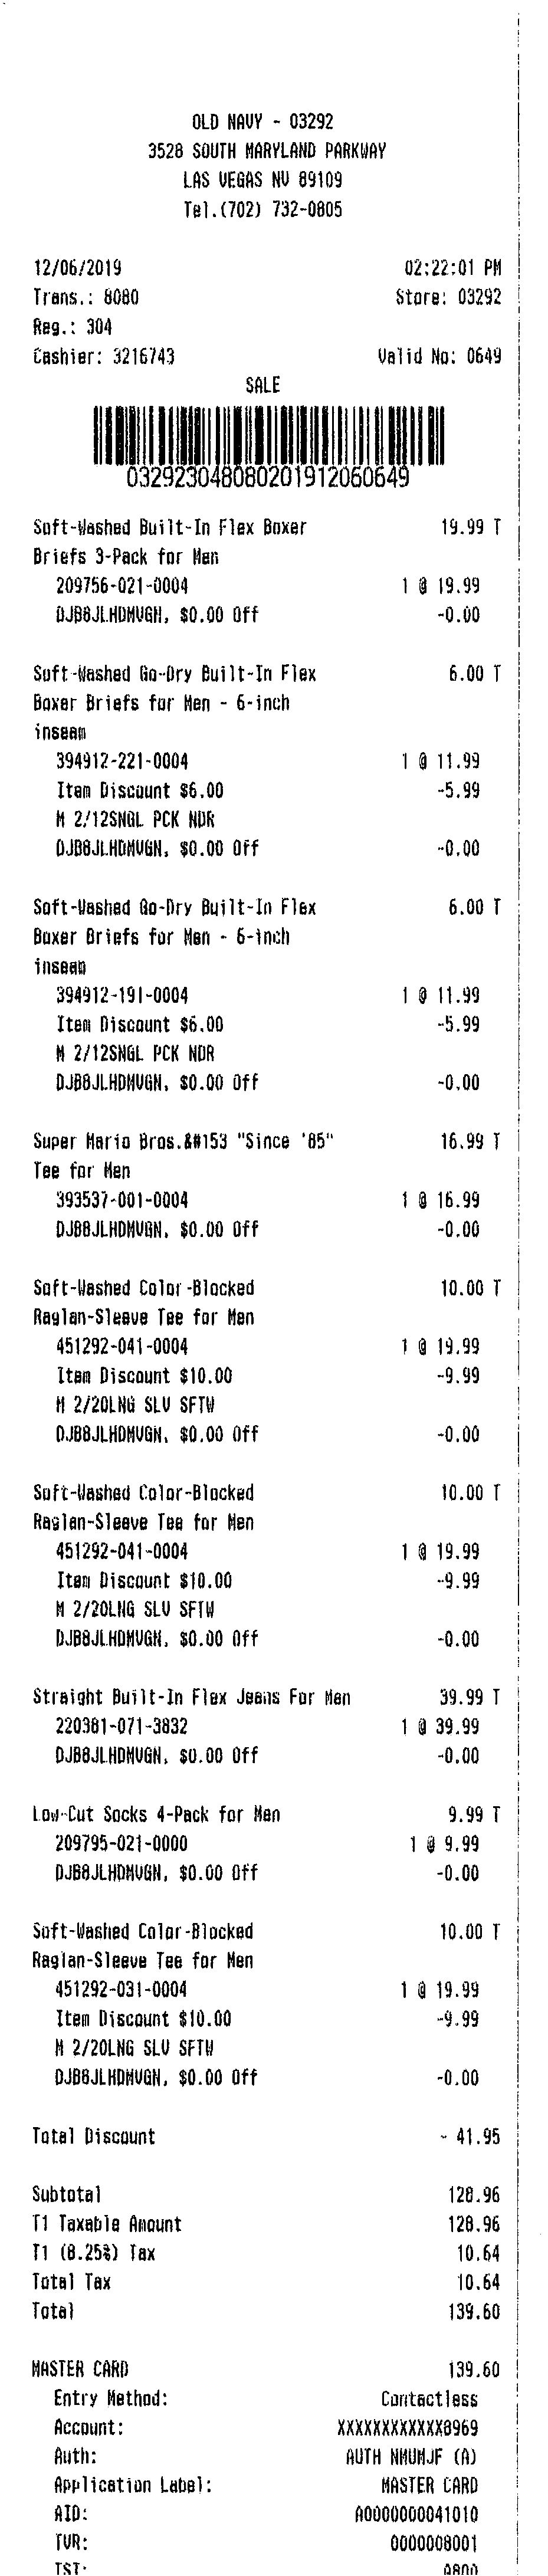 OLD NAVY - 03292
3528 SOUTH MARYLAND PARKWAY
LAS VEGAS NV 89109
Tel.(702) 732-0805
12/06/2019 02:22:01 PM
Trans.: 8080 Store: 03292
Reg.: 304
Cashier: 3216743 Valid No: 0649
SALE
032923048080201912060649
Soft-Washed Built-In Flex Boxer 19.99 T
Briefs 3-Pack for Men
209756-021-0004 1 @ 19.99
DJB8JLHDMVGN, $0.00 Off -0.00
Soft-Washed Go-Dry Built-In Flex 6.00 T
Boxer Briefs for Men - 6-inch
inseam
394912-221-0004 1 @ 11.99
Item Discount $6.00 -5.99
M 2/12SNGL PCK NDR
DJB8JLHDMVGN, $0.00 Off -0.00
Soft-Washed Go-Dry Built-In Flex 6.00 T
Boxer Briefs for Men - 6-inch
inseam
394912-191-0004 1 @ 11.99
Item Discount $6.00 -5.99
M 2/12SNGL PCK NDR
DJB8JLHDMVGN, $0.00 Off -0.00
Super Mario Bros.&#153 "Since '85" 16.99 T
Tee for Men
393537-001-0004 1 @ 16.99
DJB8JLHDMVGN, $0.00 Off -0.00
Soft-Washed Color-Blocked 10.00 T
Raglan-Sleeve Tee for Men
451292-041-0004 1 @ 19.99
Item Discount $10.00 -9.99
M 2/20LNG SLV SFTW
DJB8JLHDMVGN, $0.00 Off -0.00
Soft-Washed Color-Blocked 10.00 T
Raglan-Sleeve Tee for Men
451292-041-0004 1 @ 19.99
Item Discount $10.00 -9.99
M 2/20LNG SLV SFTW
DJB8JLHDMVGN, $0.00 Off -0.00
Straight Built-In Flex Jeans For Men 39.99 T
220381-071-3832 1 @ 39.99
DJB8JLHDMVGN, $0.00 Off -0.00
Low-Cut Socks 4-Pack for Men 9.99 T
209795-021-0000 1 @ 9.99
DJB8JLHDMVGN, $0.00 Off -0.00
Soft-Washed Color-Blocked 10.00 T
Raglan-Sleeve Tee for Men
451292-031-0004 1 @ 19.99
Item Discount $10.00 -9.99
M 2/20LNG SLV SFTW
DJB8JLHDMVGN, $0.00 Off -0.00
Total Discount - 41.95
Subtotal 128.96
T1 Taxable Amount 128.96
T1 (8.25%) Tax 10.64
Total Tax 10.64
Total 139.60
MASTER CARD 139.60
Entry Method: Contactless
Account: XXXXXXXXXXXX8969
Auth: AUTH NMUMJF (A)
Application Label: MASTER CARD
AID: A0000000041010
TVR: 0000008001
TST: A800